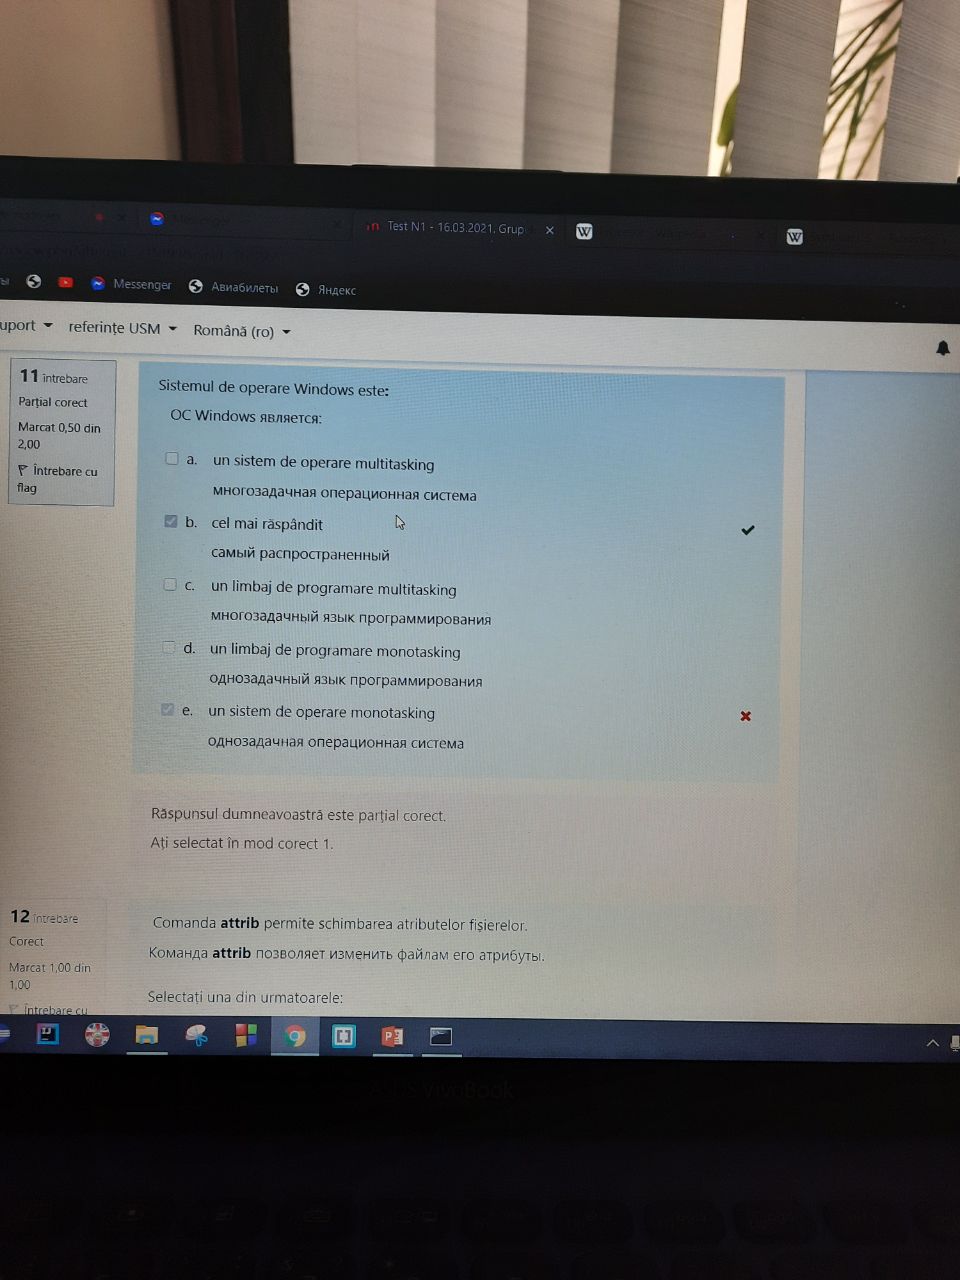 Messenger
Test N1 - 16.03.2021, Grup
Messenger
Авиабилеты
Яндекс
uport
referințe USM
Română (ro)
11 întrebare
Parțial corect
Marcat 0,50 din
2,00
Întrebare cu
flag
Sistemul de operare Windows este:
ОС Windows является:
a. un sistem de operare multitasking
многозадачная операционная система
b. cel mai răspândit
самый распространенный
c. un limbaj de programare multitasking
многозадачный язык программирования
d. un limbaj de programare monotasking
однозадачный язык программирования
e. un sistem de operare monotasking
однозадачная операционная система
Răspunsul dumneavoastră este parțial corect.
Ați selectat în mod corect 1.
12 întrebare
Corect
Marcat 1,00 din
1,00
Întrebare cu
Comanda attrib permite schimbarea atributelor fișierelor.
Команда attrib позволяет изменить файлам его атрибуты.
Selectați una din urmatoarele:
ASUS VivoBook